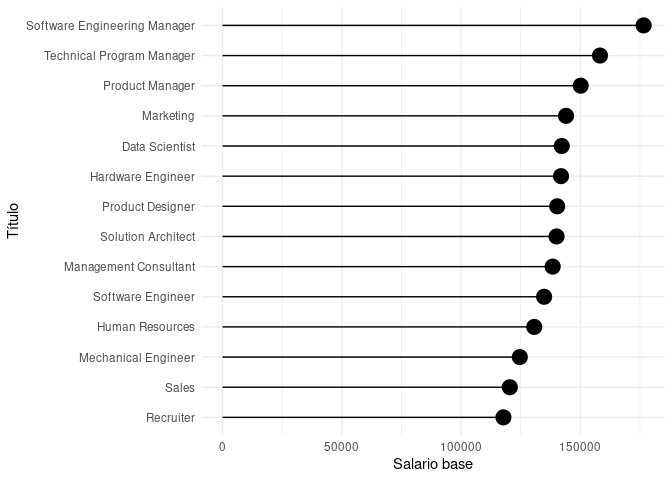 Software Engineering Manager
Technical Program Manager
Product Manager
Marketing
Data Scientist
Hardware Engineer
Product Designer
Solution Architect
Management Consultant
Software Engineer
Human Resources
Mechanical Engineer
Sales
Recruiter
Título
0 50000 100000 150000
Salario base